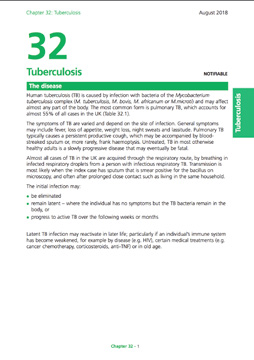 Chapter 32: Tuberculosis
August 2018
32
Tuberculosis
NOTIFIABLE
The disease
Human tuberculosis (TB) is caused by infection with bacteria of the Mycobacterium
tuberculosis complex (M. tuberculosis, M. bovis, M. africanum or M.microti) and may affect
almost any part of the body. The most common form is pulmonary TB, which accounts for
almost 55% of all cases in the UK (Table 32.1).
The symptoms of TB are varied and depend on the site of infection. General symptoms
may include fever, loss of appetite, weight loss, night sweats and lassitude. Pulmonary TB
typically causes a persistent productive cough, which may be accompanied by blood-
streaked sputum or, more rarely, frank haemoptysis. Untreated, TB in most otherwise
healthy adults is a slowly progressive disease that may eventually be fatal.
Almost all cases of TB in the UK are acquired through the respiratory route, by breathing in
infected respiratory droplets from a person with infectious respiratory TB. Transmission is
most likely when the index case has sputum that is smear positive for the bacillus on
microscopy, and often after prolonged close contact such as living in the same household.
The initial infection may:
• be eliminated
• remain latent – where the individual has no symptoms but the TB bacteria remain in the
body, or
• progress to active TB over the following weeks or months
Latent TB infection may reactivate in later life; particularly if an individual's immune system
has become weakened, for example by disease (e.g. HIV), certain medical treatments (e.g.
cancer chemotherapy, corticosteroids, anti-TNF) or in old age.
Tuberculosis
Chapter 32 - 1